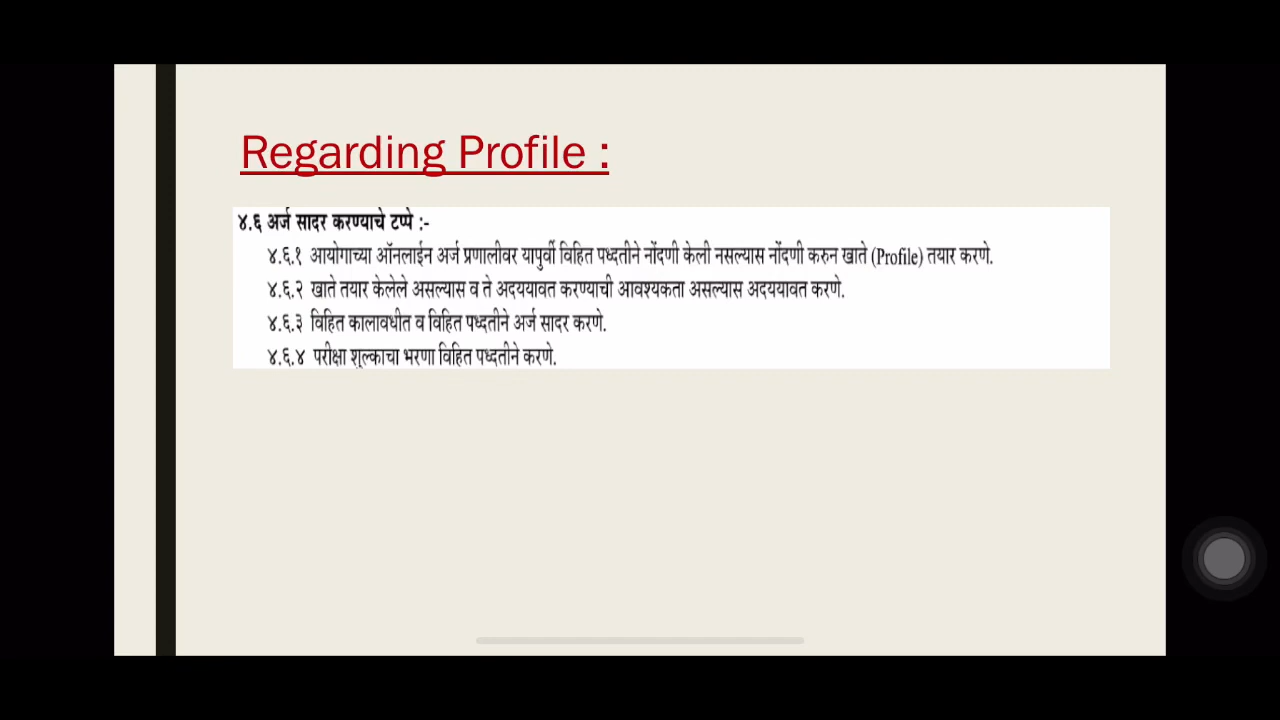 Regarding Profile :
४.६ अर्ज सादर करण्याचे टप्पे :-
४.६.१ आयोगाच्या ऑनलाईन अर्ज प्रणालीवर यापुर्वी विहित पध्दतीने नोंदणी केली नसल्यास नोंदणी करुन खाते (Profile) तयार करणे.
४.६.२ खाते तयार केलेले असल्यास व ते अदययावत करण्याची आवश्यकता असल्यास अदययावत करणे.
४.६.३ विहित कालावधीत व विहित पध्दतीने अर्ज सादर करणे.
४.६.४ परीक्षा शुल्काचा भरणा विहित पध्दतीने करणे.